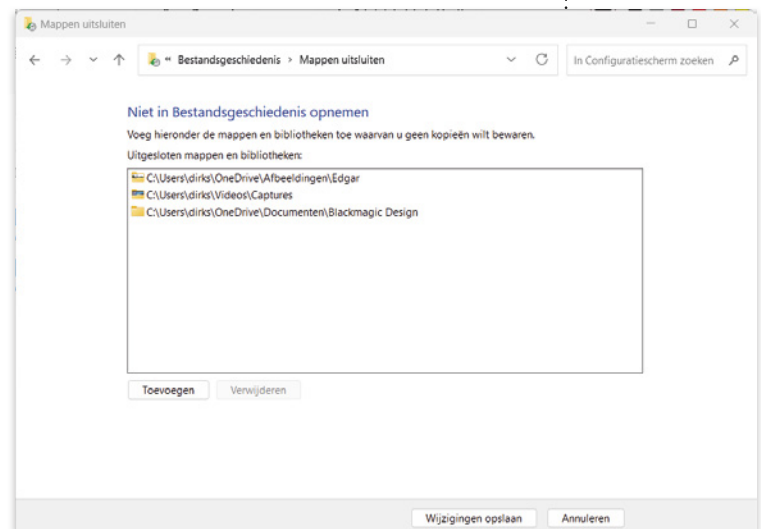 Mappen uitsluiten
« Bestandsgeschiedenis > Mappen uitsluiten
In Configuratiescherm zoeken
Niet in Bestandsgeschiedenis opnemen
Voeg hieronder de mappen en bibliotheken toe waarvan u geen kopieën wilt bewaren.
Uitgesloten mappen en bibliotheken:
C:\Users\dirks\OneDrive\Afbeeldingen\Edgar
C:\Users\dirks\Videos\Captures
C:\Users\dirks\OneDrive\Documenten\Blackmagic Design
Toevoegen Verwijderen
Wijzigingen opslaan Annuleren